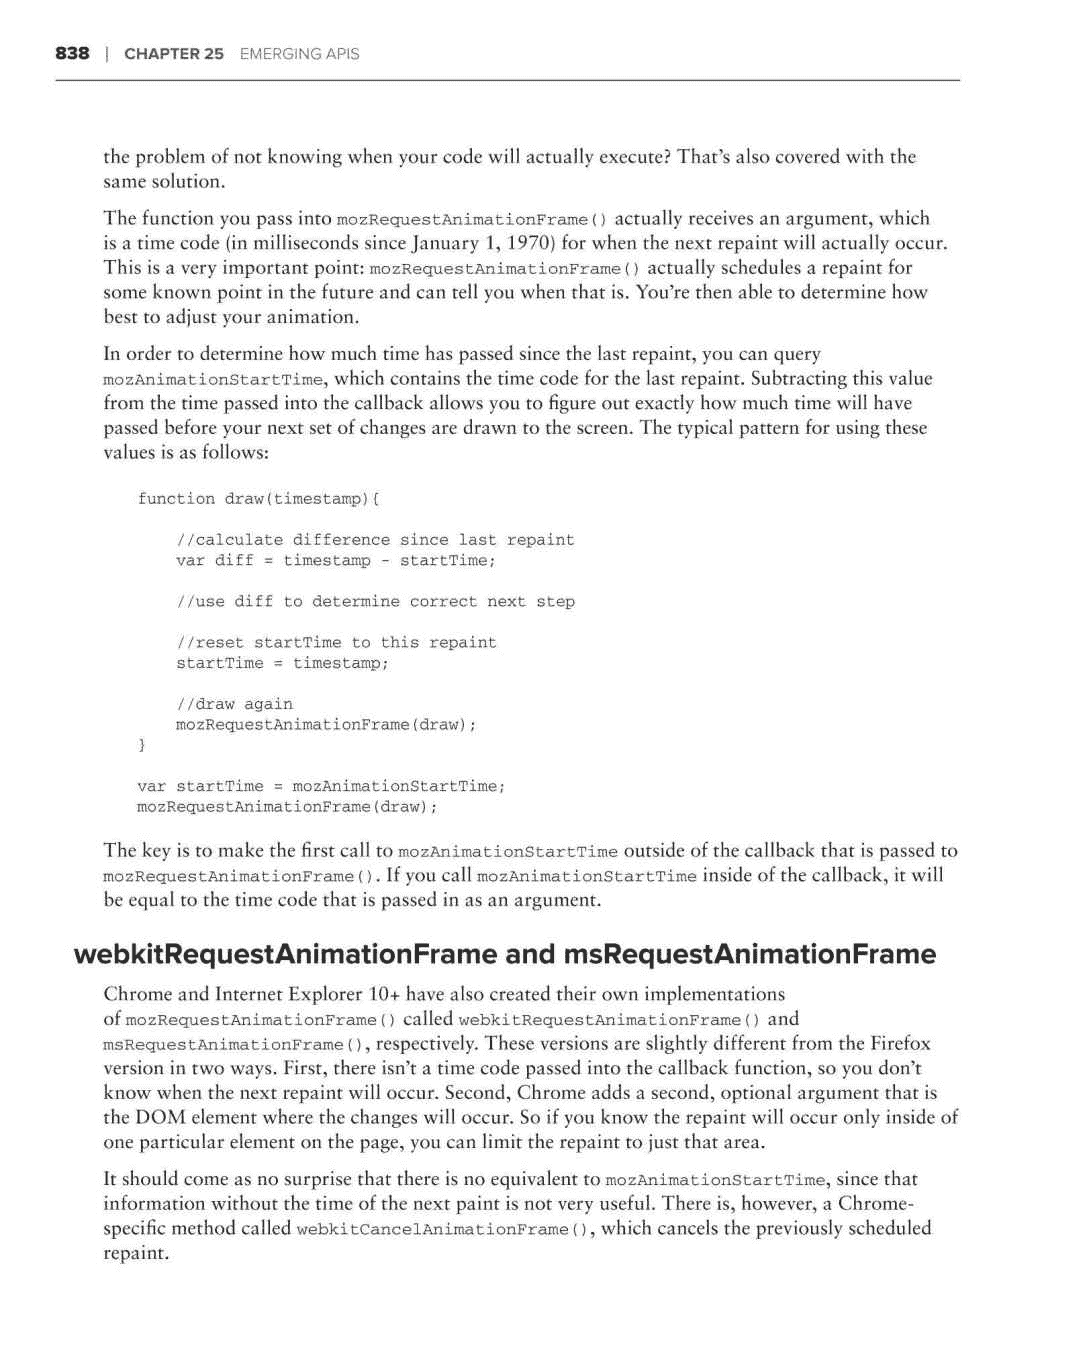 838 | CHAPTER 25 EMERGING APIS
the problem of not knowing when your code will actually execute? That’s also covered with the
same solution.
The function you pass into mozRequestAnimationFrame() actually receives an argument, which
is a time code (in milliseconds since January 1, 1970) for when the next repaint will actually occur.
This is a very important point: mozRequestAnimationFrame() actually schedules a repaint for
some known point in the future and can tell you when that is. You’re then able to determine how
best to adjust your animation.
In order to determine how much time has passed since the last repaint, you can query
mozAnimationStartTime, which contains the time code for the last repaint. Subtracting this value
from the time passed into the callback allows you to figure out exactly how much time will have
passed before your next set of changes are drawn to the screen. The typical pattern for using these
values is as follows:
function draw(timestamp){
//calculate difference since last repaint
var diff = timestamp - startTime;
//use diff to determine correct next step
//reset startTime to this repaint
startTime = timestamp;
//draw again
mozRequestAnimationFrame(draw);
}
var startTime = mozAnimationStartTime;
mozRequestAnimationFrame(draw);
The key is to make the first call to mozAnimationStartTime outside of the callback that is passed to
mozRequestAnimationFrame(). If you call mozAnimationStartTime inside of the callback, it will
be equal to the time code that is passed in as an argument.
webkitRequestAnimationFrame and msRequestAnimationFrame
Chrome and Internet Explorer 10+ have also created their own implementations
of mozRequestAnimationFrame() called webkitRequestAnimationFrame() and
msRequestAnimationFrame(), respectively. These versions are slightly different from the Firefox
version in two ways. First, there isn’t a time code passed into the callback function, so you don’t
know when the next repaint will occur. Second, Chrome adds a second, optional argument that is
the DOM element where the changes will occur. So if you know the repaint will occur only inside of
one particular element on the page, you can limit the repaint to just that area.
It should come as no surprise that there is no equivalent to mozAnimationStartTime, since that
information without the time of the next paint is not very useful. There is, however, a Chrome-
specific method called webkitCancelAnimationFrame(), which cancels the previously scheduled
repaint.